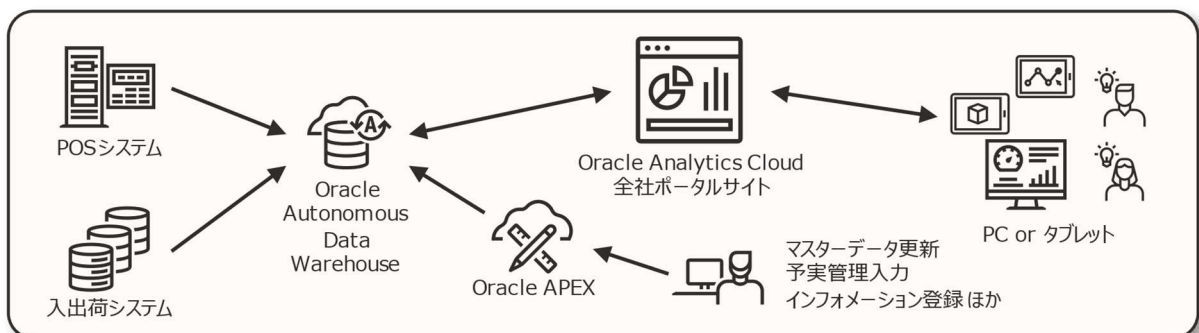 POSシステム
入出荷システム
A
Oracle
Autonomous
Data
Warehouse
Oracle Analytics Cloud
全社ポータルサイト
Oracle APEX
マスターデータ更新
予実管理入力
インフォメーション登録 ほか
PC or タブレット